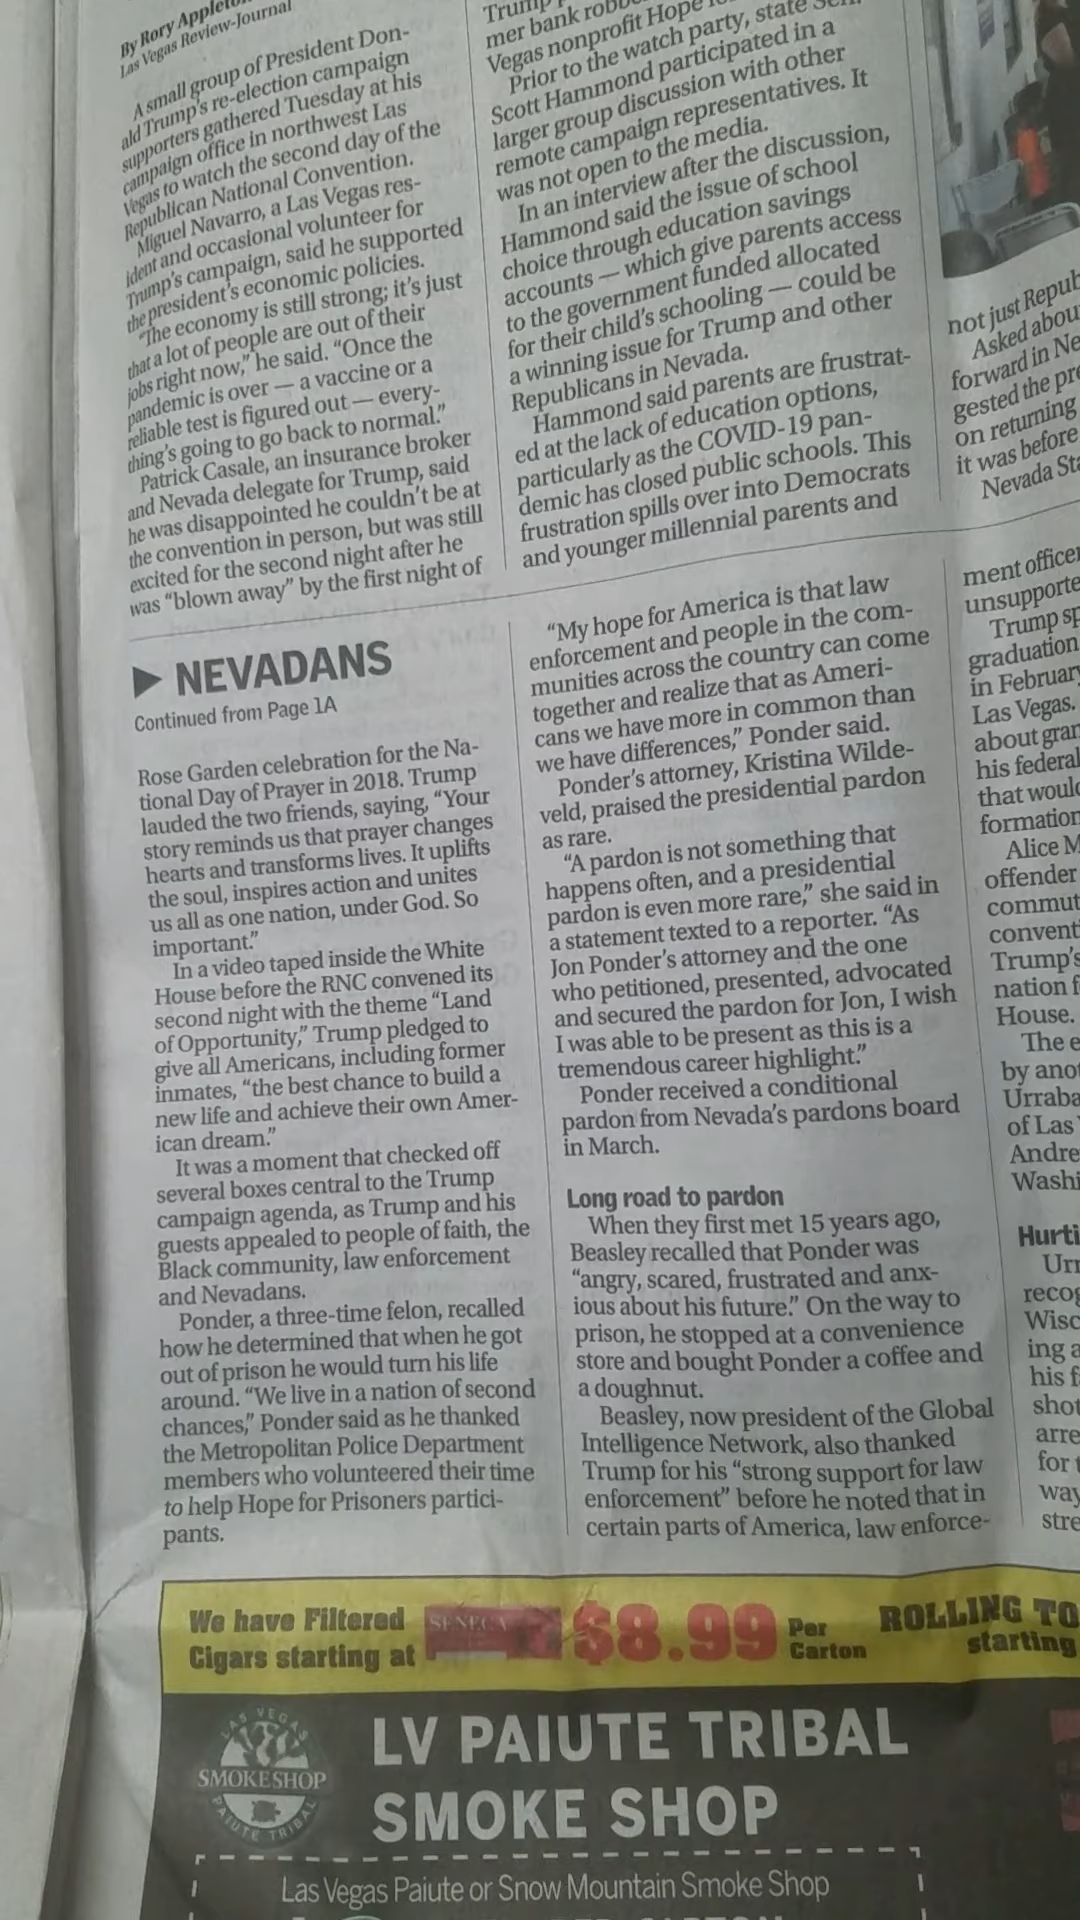 By Rory
Las Vegas Review-Journal
A small group of President Don-
ald Trump's re-election campaign
supporters gathered Tuesday at his
campaign office in northwest Las
Vegas to watch the second day of the
Republican National Convention.
Miguel Navarro, a Las Vegas res-
ident and occasional volunteer for
Trump's campaign, said he supported
the president's economic policies.
"The economy is still strong; it's just
that a lot of people are out of their
jobs right now," he said. "Once the
pandemic is over — a vaccine or a
reliable test is figured out — every-
thing's going to go back to normal."
Patrick Casale, an insurance broker
and Nevada delegate for Trump, said
he was disappointed he couldn't be at
the convention in person, but was still
excited for the second night after he
was "blown away" by the first night of
Trump
mer bank
Vegas nonprofit Hope
Prior to the watch party, state
Scott Hammond participated in a
larger group discussion with other
remote campaign representatives. It
was not open to the media.
In an interview after the discussion,
Hammond said the issue of school
choice through education savings
accounts — which give parents access
to the government funded allocated
for their child's schooling — could be
a winning issue for Trump and other
Republicans in Nevada.
Hammond said parents are frustrat-
ed at the lack of education options,
particularly as the COVID-19 pan-
demic has closed public schools. This
frustration spills over into Democrats
and younger millennial parents and
not just Repub
Asked abou
forward in Ne
gested the pre
on returning
it was before
Nevada Sta
▶ NEVADANS
Continued from Page 1A
Rose Garden celebration for the Na-
tional Day of Prayer in 2018. Trump
lauded the two friends, saying, "Your
story reminds us that prayer changes
hearts and transforms lives. It uplifts
the soul, inspires action and unites
us all as one nation, under God. So
important."
In a video taped inside the White
House before the RNC convened its
second night with the theme "Land
of Opportunity," Trump pledged to
give all Americans, including former
inmates, "the best chance to build a
new life and achieve their own Amer-
ican dream."
It was a moment that checked off
several boxes central to the Trump
campaign agenda, as Trump and his
guests appealed to people of faith, the
Black community, law enforcement
and Nevadans.
Ponder, a three-time felon, recalled
how he determined that when he got
out of prison he would turn his life
around. "We live in a nation of second
chances," Ponder said as he thanked
the Metropolitan Police Department
members who volunteered their time
to help Hope for Prisoners partici-
pants.
"My hope for America is that law
enforcement and people in the com-
munities across the country can come
together and realize that as Ameri-
cans we have more in common than
we have differences," Ponder said.
Ponder's attorney, Kristina Wilde-
veld, praised the presidential pardon
as rare.
"A pardon is not something that
happens often, and a presidential
pardon is even more rare," she said in
a statement texted to a reporter. "As
Jon Ponder's attorney and the one
who petitioned, presented, advocated
and secured the pardon for Jon, I wish
I was able to be present as this is a
tremendous career highlight."
Ponder received a conditional
pardon from Nevada's pardons board
in March.
Long road to pardon
When they first met 15 years ago,
Beasley recalled that Ponder was
"angry, scared, frustrated and anx-
ious about his future." On the way to
prison, he stopped at a convenience
store and bought Ponder a coffee and
a doughnut.
Beasley, now president of the Global
Intelligence Network, also thanked
Trump for his "strong support for law
enforcement" before he noted that in
certain parts of America, law enforce-
ment officer
unsupporte
Trump sp
graduation
in February
Las Vegas.
about gran
his federal
that would
formation
Alice M
offender
commut
convent
Trump's
nation f
House.
The e
by anot
Urraba
of Las
Andre
Washi
Hurti
Urr
recog
Wisc
ing a
his f
shot
arre
for t
way
stre
We have Filtered
Cigars starting at
SENECA
$8.99
Per
Carton
ROLLING TO
starting
LAS VEGAS
SMOKESHOP
PAIUTE TRIBAL
LV PAIUTE TRIBAL
SMOKE SHOP
Las Vegas Paiute or Snow Mountain Smoke Shop